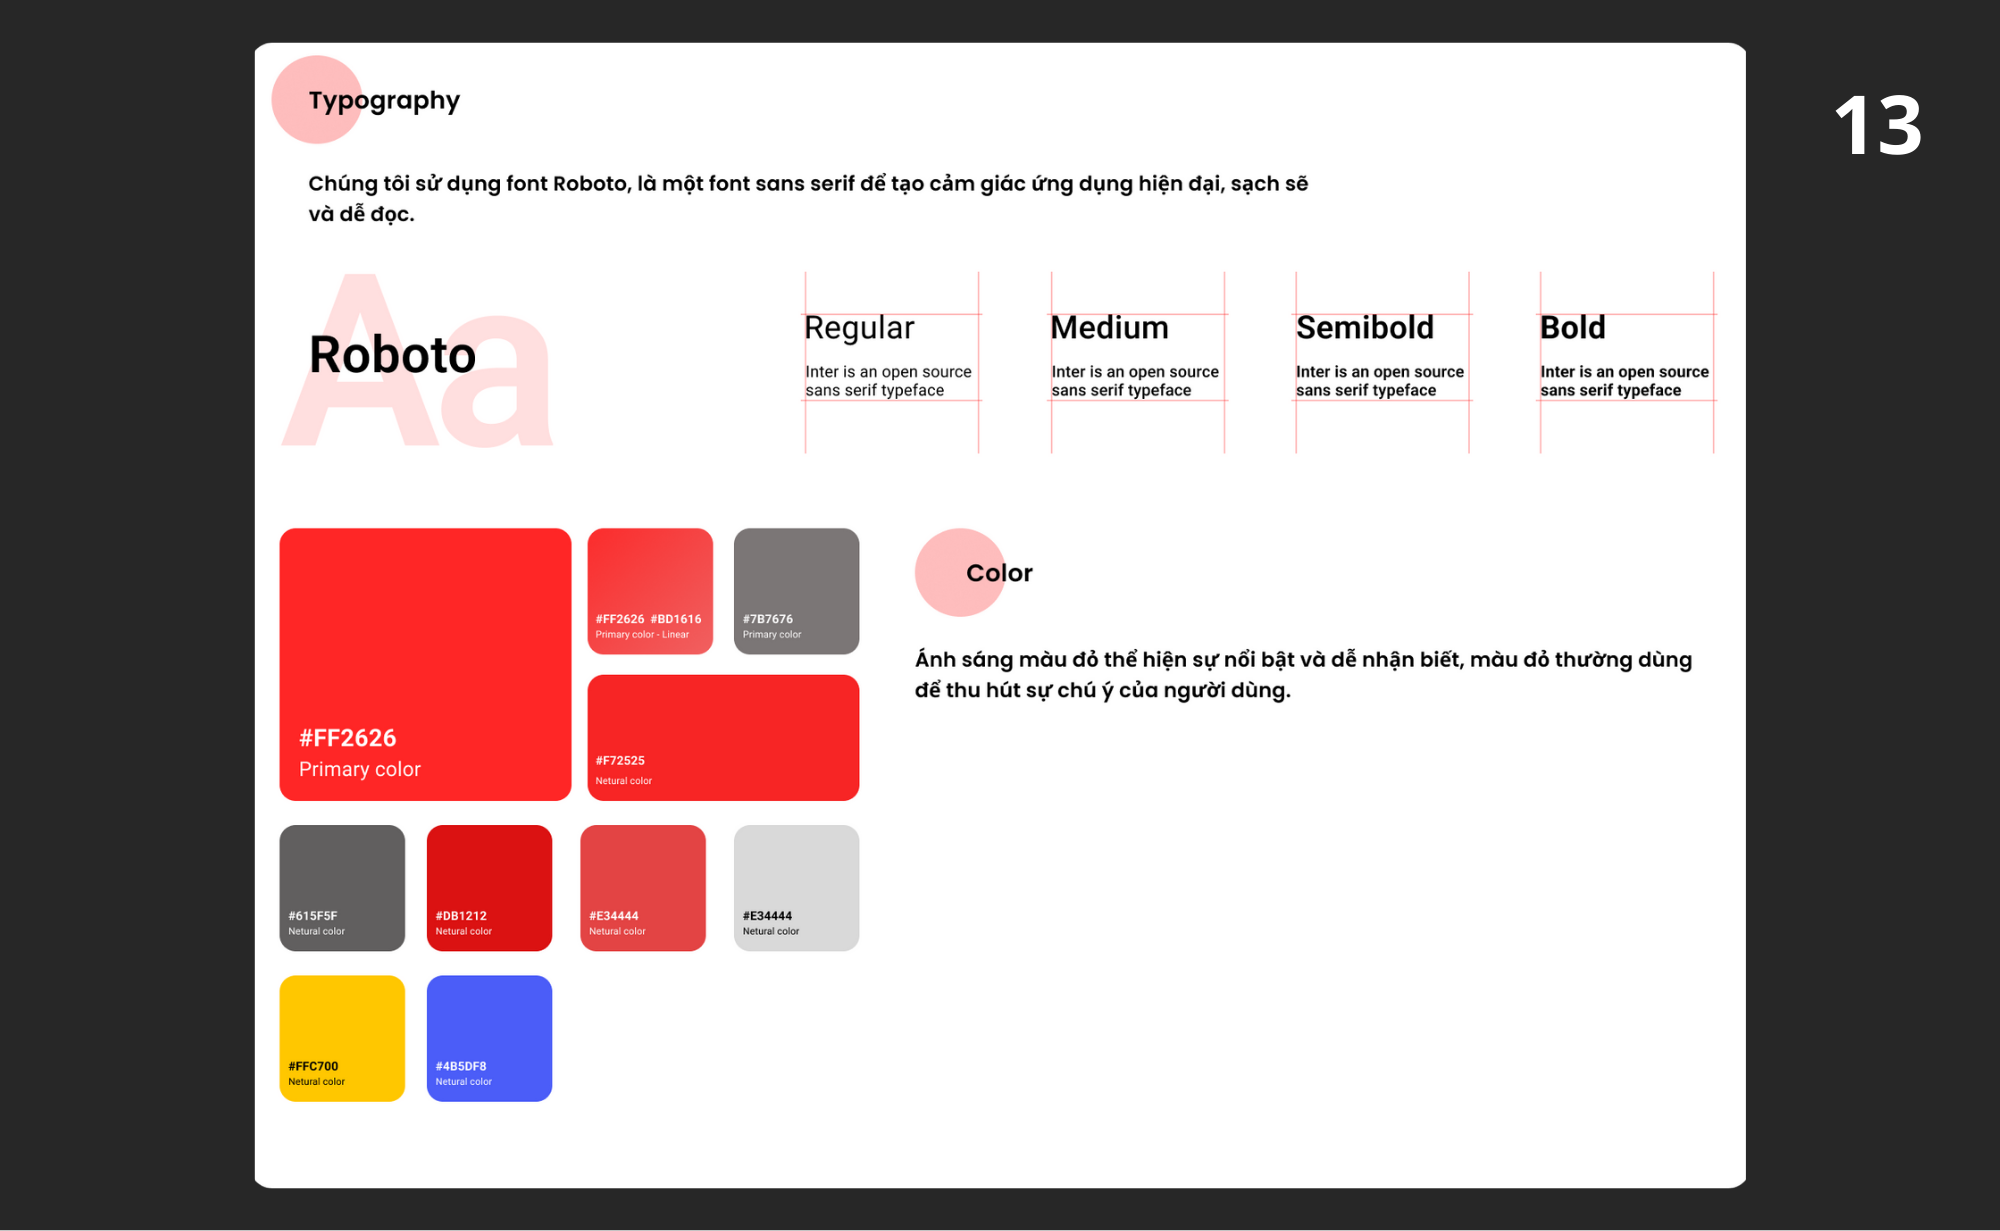 13
Typography
Chúng tôi sử dụng font Roboto, là một font sans serif để tạo cảm giác ứng dụng hiện đại, sạch sẽ
và dễ đọc.
Aa
Roboto
Regular
Inter is an open source
sans serif typeface
Medium
Inter is an open source
sans serif typeface
Semibold
Inter is an open source
sans serif typeface
Bold
Inter is an open source
sans serif typeface
#FF2626
Primary color
#FF2626 #BD1616
Primary color - Linear
#7B7676
Primary color
#F72525
Netural color
#615F5F
Netural color
#DB1212
Netural color
#E34444
Netural color
#E34444
Netural color
#FFC700
Netural color
#4B5DF8
Netural color
Color
Ánh sáng màu đỏ thể hiện sự nổi bật và dễ nhận biết, màu đỏ thường dùng
để thu hút sự chú ý của người dùng.